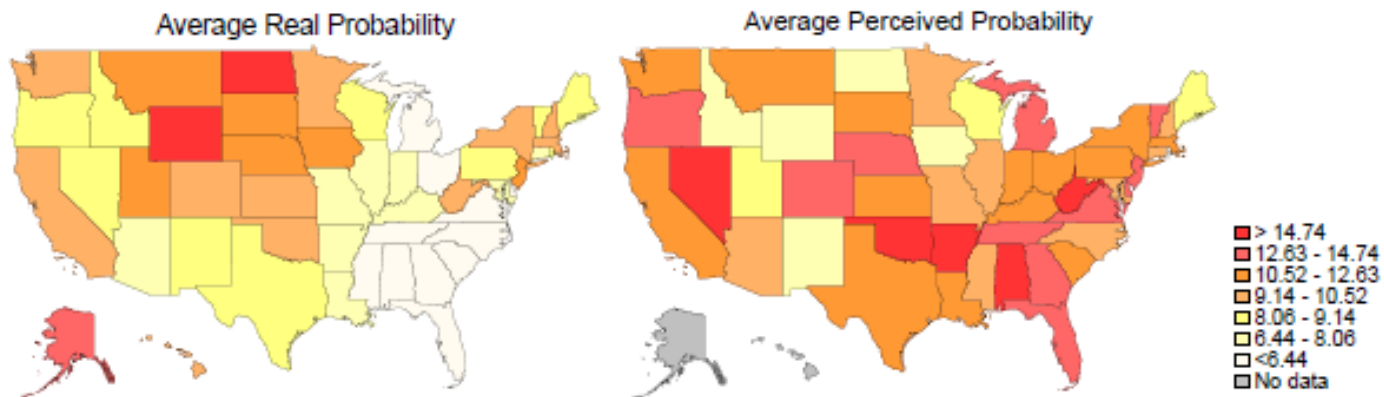 Average Real Probability
Average Perceived Probability
> 14.74
12.63 - 14.74
10.52 - 12.63
9.14 - 10.52
8.06 - 9.14
6.44 - 8.06
<6.44
No data